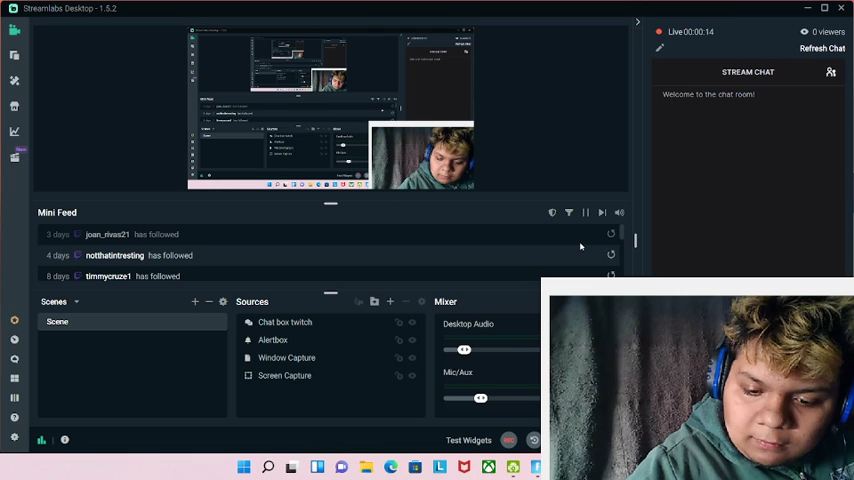 Streamlabs Desktop - 1.5.2
Live 00:00:14
0 viewers
Refresh Chat
STREAM CHAT
Welcome to the chat room!
Mini Feed
3 days joan_rivas21 has followed
4 days notthatintresting has followed
8 days timmycruze1 has followed
Scenes
Sources
Mixer
Scene
Chat box twitch
Alertbox
Window Capture
Screen Capture
Desktop Audio
Mic/Aux
Test Widgets
REC